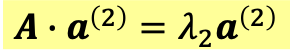 𝑨 · 𝒂⁽²⁾ = λ₂𝒂⁽²⁾